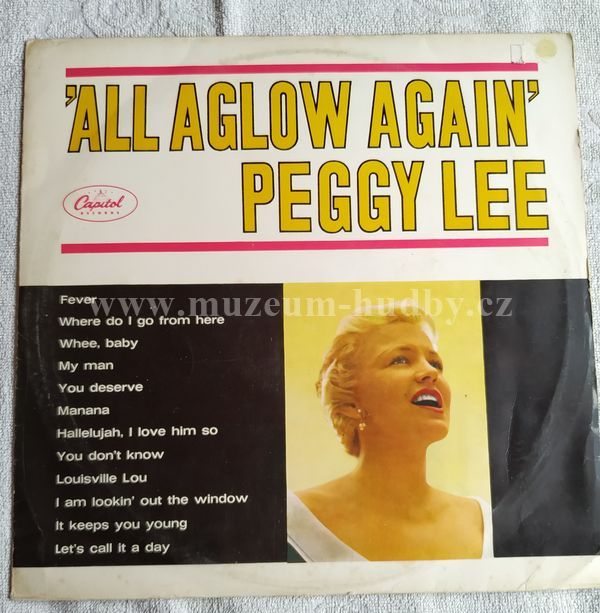 'ALL AGLOW AGAIN'
PEGGY LEE
Capitol
RECORDS
Fever
www.muzeum-hudby.cz
Where do I go from here
Whee, baby
My man
You deserve
Manana
Hallelujah, I love him so
You don't know
Louisville Lou
I am lookin' out the window
It keeps you young
Let's call it a day